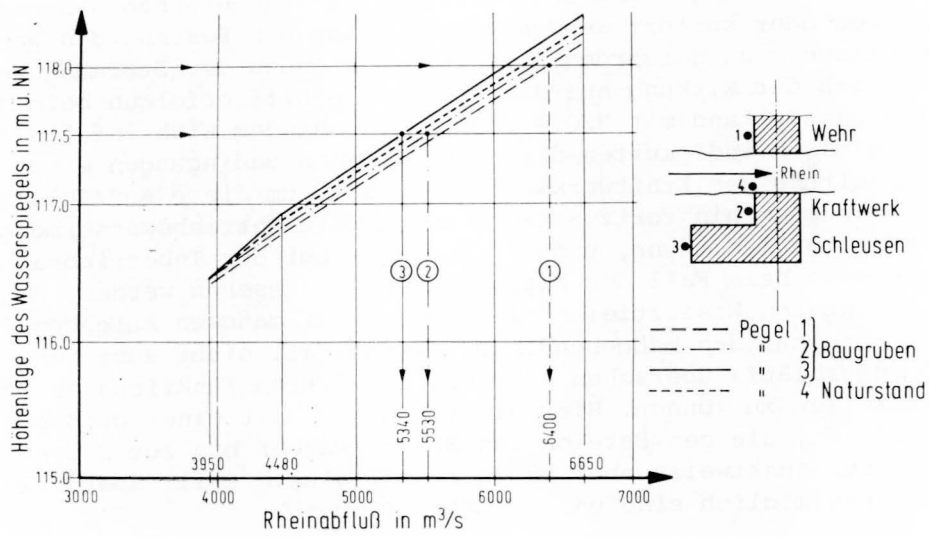 Höhenlage des Wasserspiegels in m ü.NN
118.0
117.5
117.0
116.0
115.0
3000
4000
5000
6000
7000
3950
4480
6650
3
2
1
5340
5530
6400
Rheinabfluß in m³/s
1
Wehr
Rhein
4
2
Kraftwerk
3
Schleusen
Pegel 1
" 2 Baugruben
" 3
" 4 Naturstand